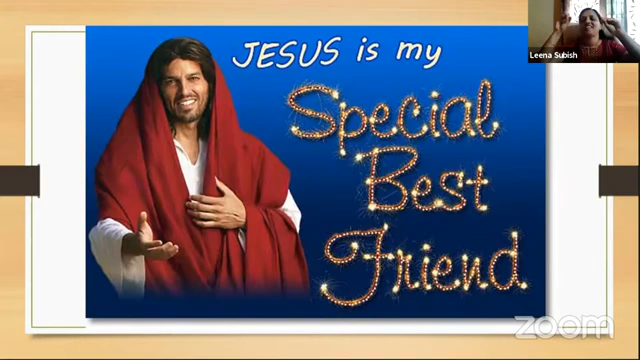 Leena Subish
JESUS is my
Special
Best
Friend
zoom